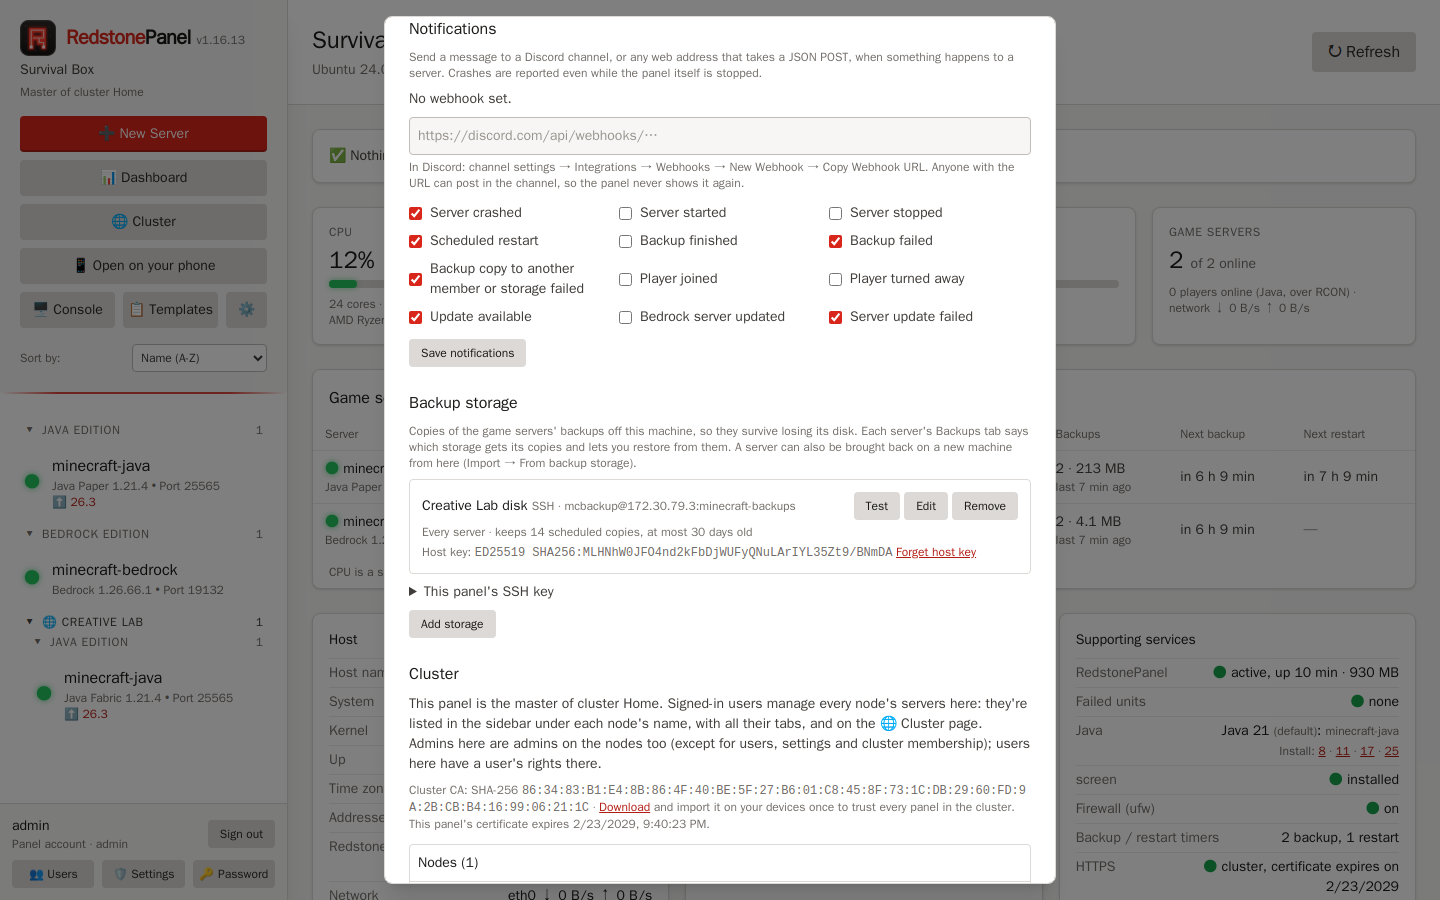 RedstonePanel v1.16.13
Survival Box
Master of cluster Home
➕ New Server
📊 Dashboard
🌐 Cluster
📱 Open on your phone
🖥️ Console
📋 Templates
⚙️
Sort by:
Name (A-Z)
▼ JAVA EDITION 1
minecraft-java
Java Paper 1.21.4 • Port 25565
⬆️ 26.3
▼ BEDROCK EDITION 1
minecraft-bedrock
Bedrock 1.26.66.1 • Port 19132
▼ 🌐 CREATIVE LAB 1
▼ JAVA EDITION 1
minecraft-java
Java Fabric 1.21.4 • Port 25565
⬆️ 26.3
admin
Panel account · admin
Sign out
👥 Users
🛡️ Settings
🔑 Password
Ubuntu 24.
↻ Refresh
CPU
12%
24 cores ·
AMD Ryze
GAME SERVERS
2 of 2 online
0 players online (Java, over RCON) ·
network ↓ 0 B/s ↑ 0 B/s
Server
Java Paper 1.21.4
Backups
Next backup
Next restart
2 · 213 MB
last 7 min ago
in 6 h 9 min
in 7 h 9 min
2 · 4.1 MB
last 7 min ago
in 6 h 9 min
—
CPU is a s
Host
Host nam
System
Kernel
Up
Time zon
Addresse
Redstone
Network
eth0 ↓ 0 B/s ↑ 0 B/s
Supporting services
RedstonePanel active, up 10 min · 930 MB
Failed units none
Java Java 21 (default): minecraft-java
Install: 8 · 11 · 17 · 25
screen installed
Firewall (ufw) on
Backup / restart timers 2 backup, 1 restart
HTTPS cluster, certificate expires on
2/23/2029
Notifications
Send a message to a Discord channel, or any web address that takes a JSON POST, when something happens to a
server. Crashes are reported even while the panel itself is stopped.
No webhook set.
https://discord.com/api/webhooks/…
In Discord: channel settings → Integrations → Webhooks → New Webhook → Copy Webhook URL. Anyone with the
URL can post in the channel, so the panel never shows it again.
Server crashed
Server started
Server stopped
Scheduled restart
Backup finished
Backup failed
Backup copy to another
member or storage failed
Player joined
Player turned away
Update available
Bedrock server updated
Server update failed
Save notifications
Backup storage
Copies of the game servers' backups off this machine, so they survive losing its disk. Each server's Backups tab says
which storage gets its copies and lets you restore from them. A server can also be brought back on a new machine
from here (Import → From backup storage).
Creative Lab disk SSH · mcbackup@172.30.79.3:minecraft-backups
Test
Edit
Remove
Every server · keeps 14 scheduled copies, at most 30 days old
Host key: ED25519 SHA256:MLHNhW0JFO4nd2kFbDjWUFyQNuLArIYL35Zt9/BNmDA Forget host key
▶ This panel's SSH key
Add storage
Cluster
This panel is the master of cluster Home. Signed-in users manage every node's servers here: they're
listed in the sidebar under each node's name, with all their tabs, and on the 🌐 Cluster page.
Admins here are admins on the nodes too (except for users, settings and cluster membership); users
here have a user's rights there.
Cluster CA: SHA-256 86:34:83:B1:E4:8B:86:4F:40:BE:5F:27:B6:01:C8:45:8F:73:1C:DB:29:60:FD:9
A:2B:CB:B4:16:99:06:21:1C · Download and import it on your devices once to trust every panel in the cluster.
This panel's certificate expires 2/23/2029, 9:40:23 PM.
Nodes (1)